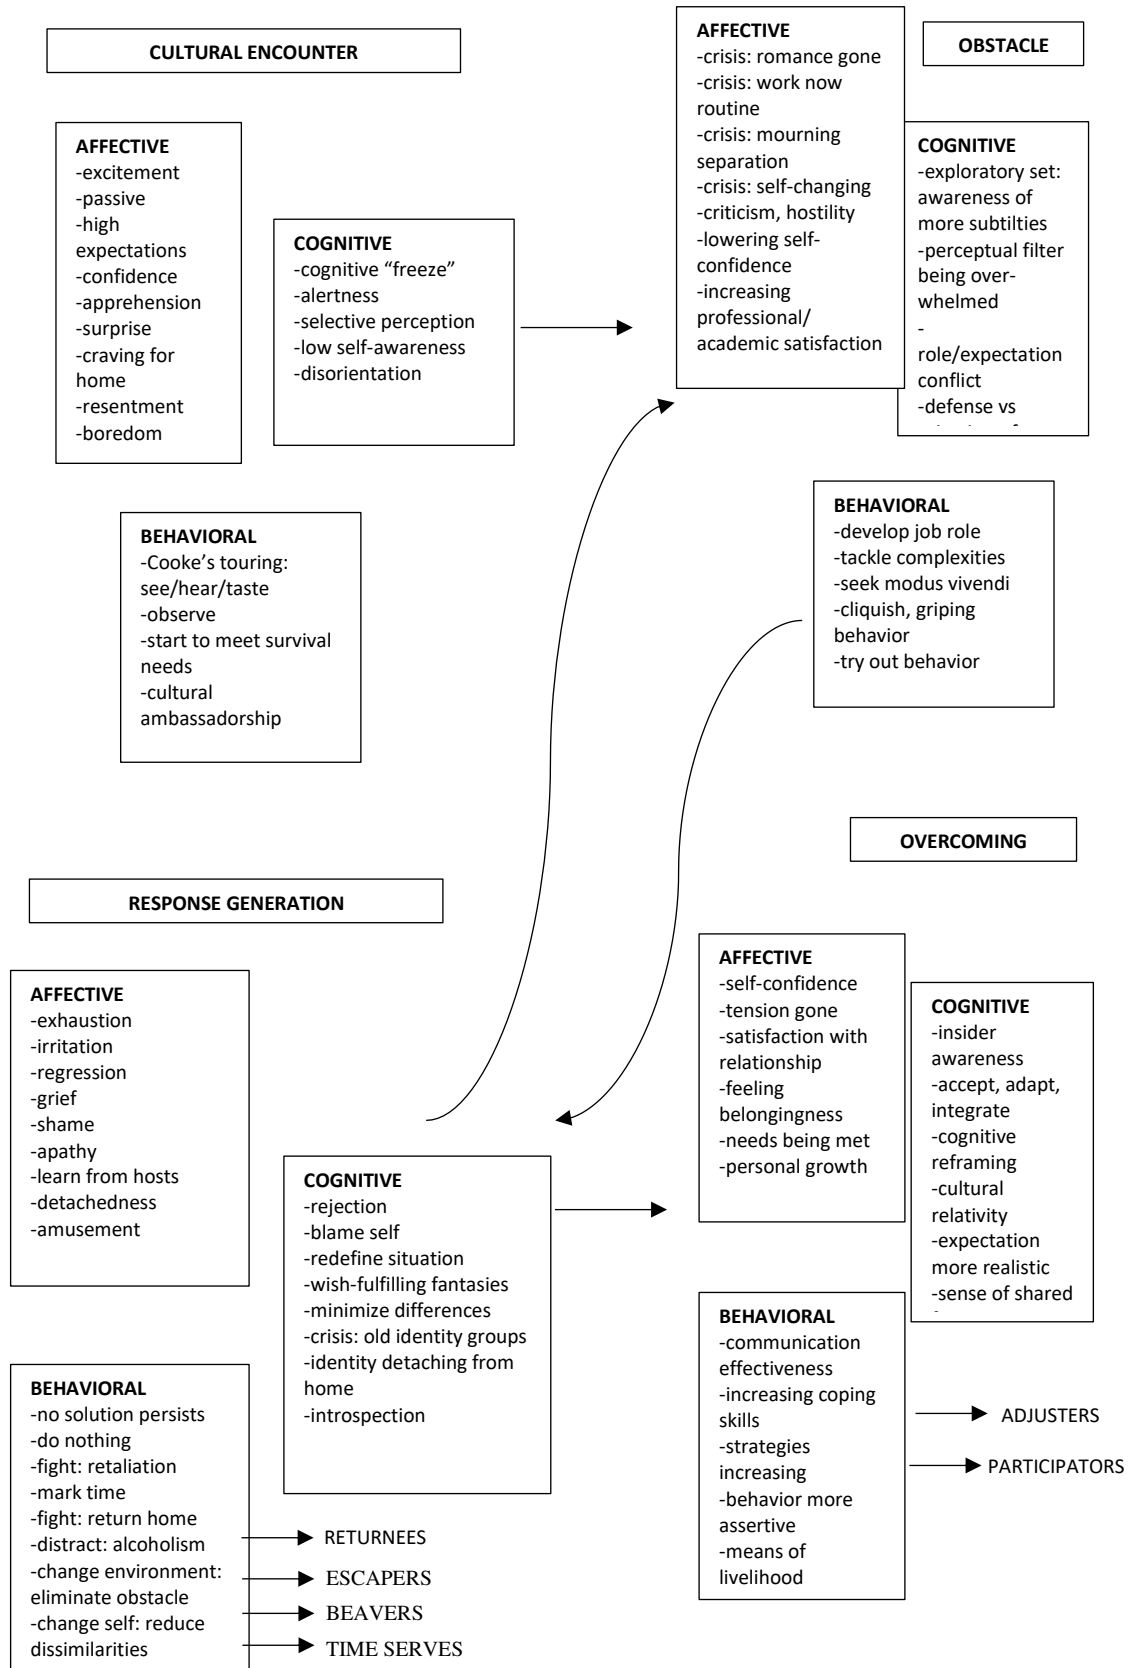 CULTURAL ENCOUNTER
AFFECTIVE
-excitement
-passive
-high
expectations
-confidence
-apprehension
-surprise
-craving for
home
-resentment
-boredom
COGNITIVE
-cognitive “freeze”
-alertness
-selective perception
-low self-awareness
-disorientation
BEHAVIORAL
-Cooke’s touring:
see/hear/taste
-observe
-start to meet survival
needs
-cultural
ambassadorship
OBSTACLE
AFFECTIVE
-crisis: romance gone
-crisis: work now
routine
-crisis: mourning
separation
-crisis: self-changing
-criticism, hostility
-lowering self-
confidence
-increasing
professional/
academic satisfaction
COGNITIVE
-exploratory set:
awareness of
more subtilties
-perceptual filter
being over-
whelmed
-
role/expectation
conflict
-defense vs
BEHAVIORAL
-develop job role
-tackle complexities
-seek modus vivendi
-cliquish, griping
behavior
-try out behavior
RESPONSE GENERATION
AFFECTIVE
-exhaustion
-irritation
-regression
-grief
-shame
-apathy
-learn from hosts
-detachedness
-amusement
COGNITIVE
-rejection
-blame self
-redefine situation
-wish-fulfilling fantasies
-minimize differences
-crisis: old identity groups
-identity detaching from
home
-introspection
BEHAVIORAL
-no solution persists
-do nothing
-fight: retaliation
-mark time
-fight: return home
-distract: alcoholism
-change environment:
eliminate obstacle
-change self: reduce
dissimilarities
RETURNEES
ESCAPERS
BEAVERS
TIME SERVES
OVERCOMING
AFFECTIVE
-self-confidence
-tension gone
-satisfaction with
relationship
-feeling
belongingness
-needs being met
-personal growth
COGNITIVE
-insider
awareness
-accept, adapt,
integrate
-cognitive
reframing
-cultural
relativity
-expectation
more realistic
-sense of shared
BEHAVIORAL
-communication
effectiveness
-increasing coping
skills
-strategies
increasing
-behavior more
assertive
-means of
livelihood
ADJUSTERS
PARTICIPATORS